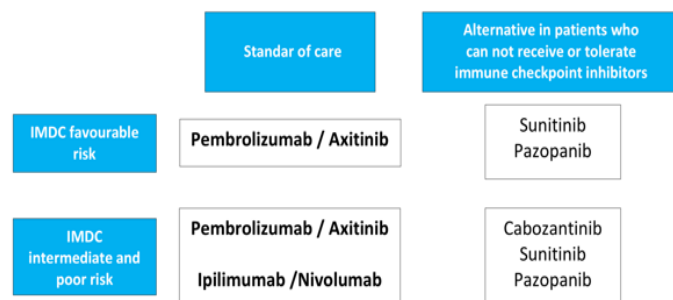 Standar of care
Alternative in patients who
can not receive or tolerate
immune checkpoint inhibitors
IMDC favourable
risk
Pembrolizumab / Axitinib
Sunitinib
Pazopanib
IMDC
intermediate and
poor risk
Pembrolizumab / Axitinib
Ipilimumab /Nivolumab
Cabozantinib
Sunitinib
Pazopanib